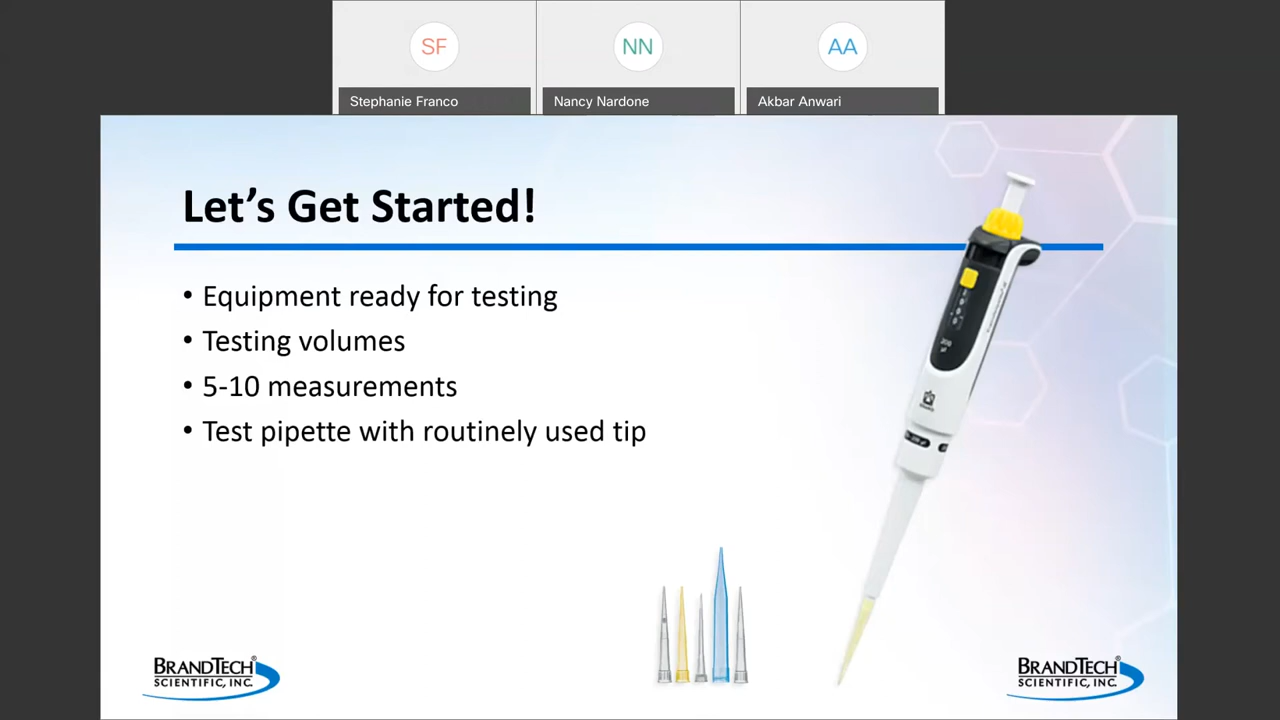 SF
NN
AA
Stephanie Franco
Nancy Nardone
Akbar Anwari
Let's Get Started!
• Equipment ready for testing
• Testing volumes
• 5-10 measurements
• Test pipette with routinely used tip
200
BRANDTECH®
SCIENTIFIC, INC.
BRANDTECH®
SCIENTIFIC, INC.